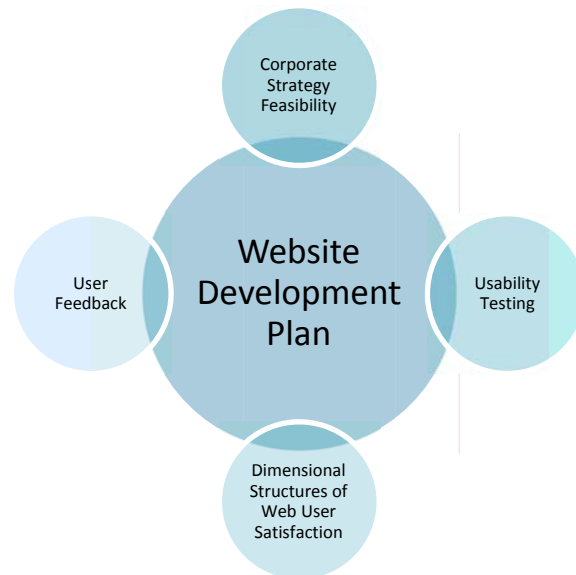 Corporate
Strategy
Feasibility
Website
Development
Plan
User
Feedback
Usability
Testing
Dimensional
Structures of
Web User
Satisfaction